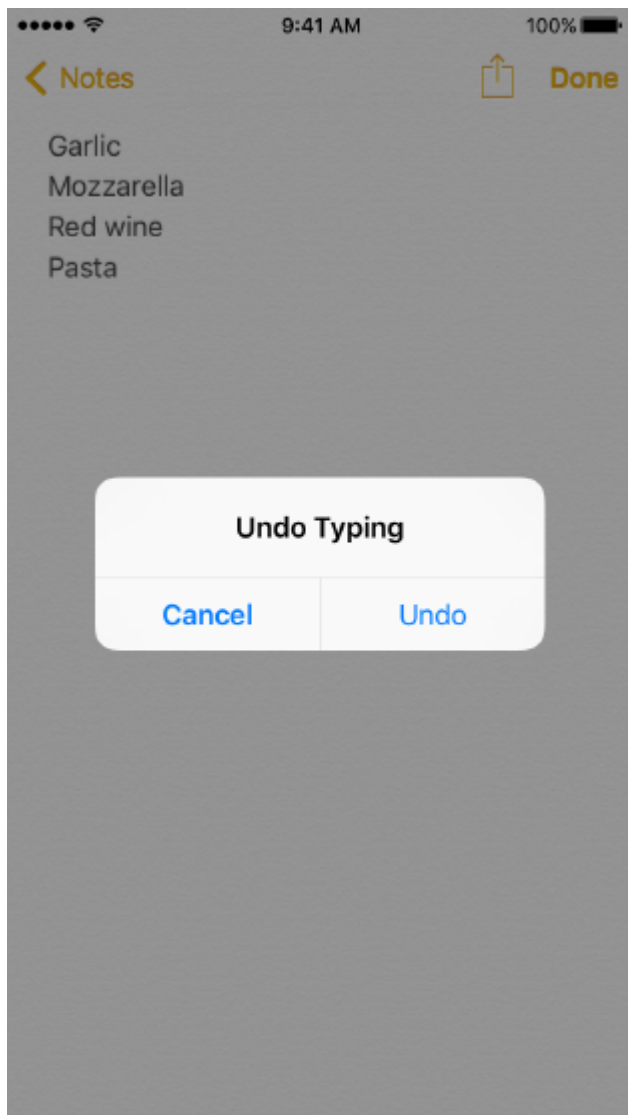 9:41 AM 100%
Notes Done
Garlic
Mozzarella
Red wine
Pasta
Undo Typing
Cancel Undo